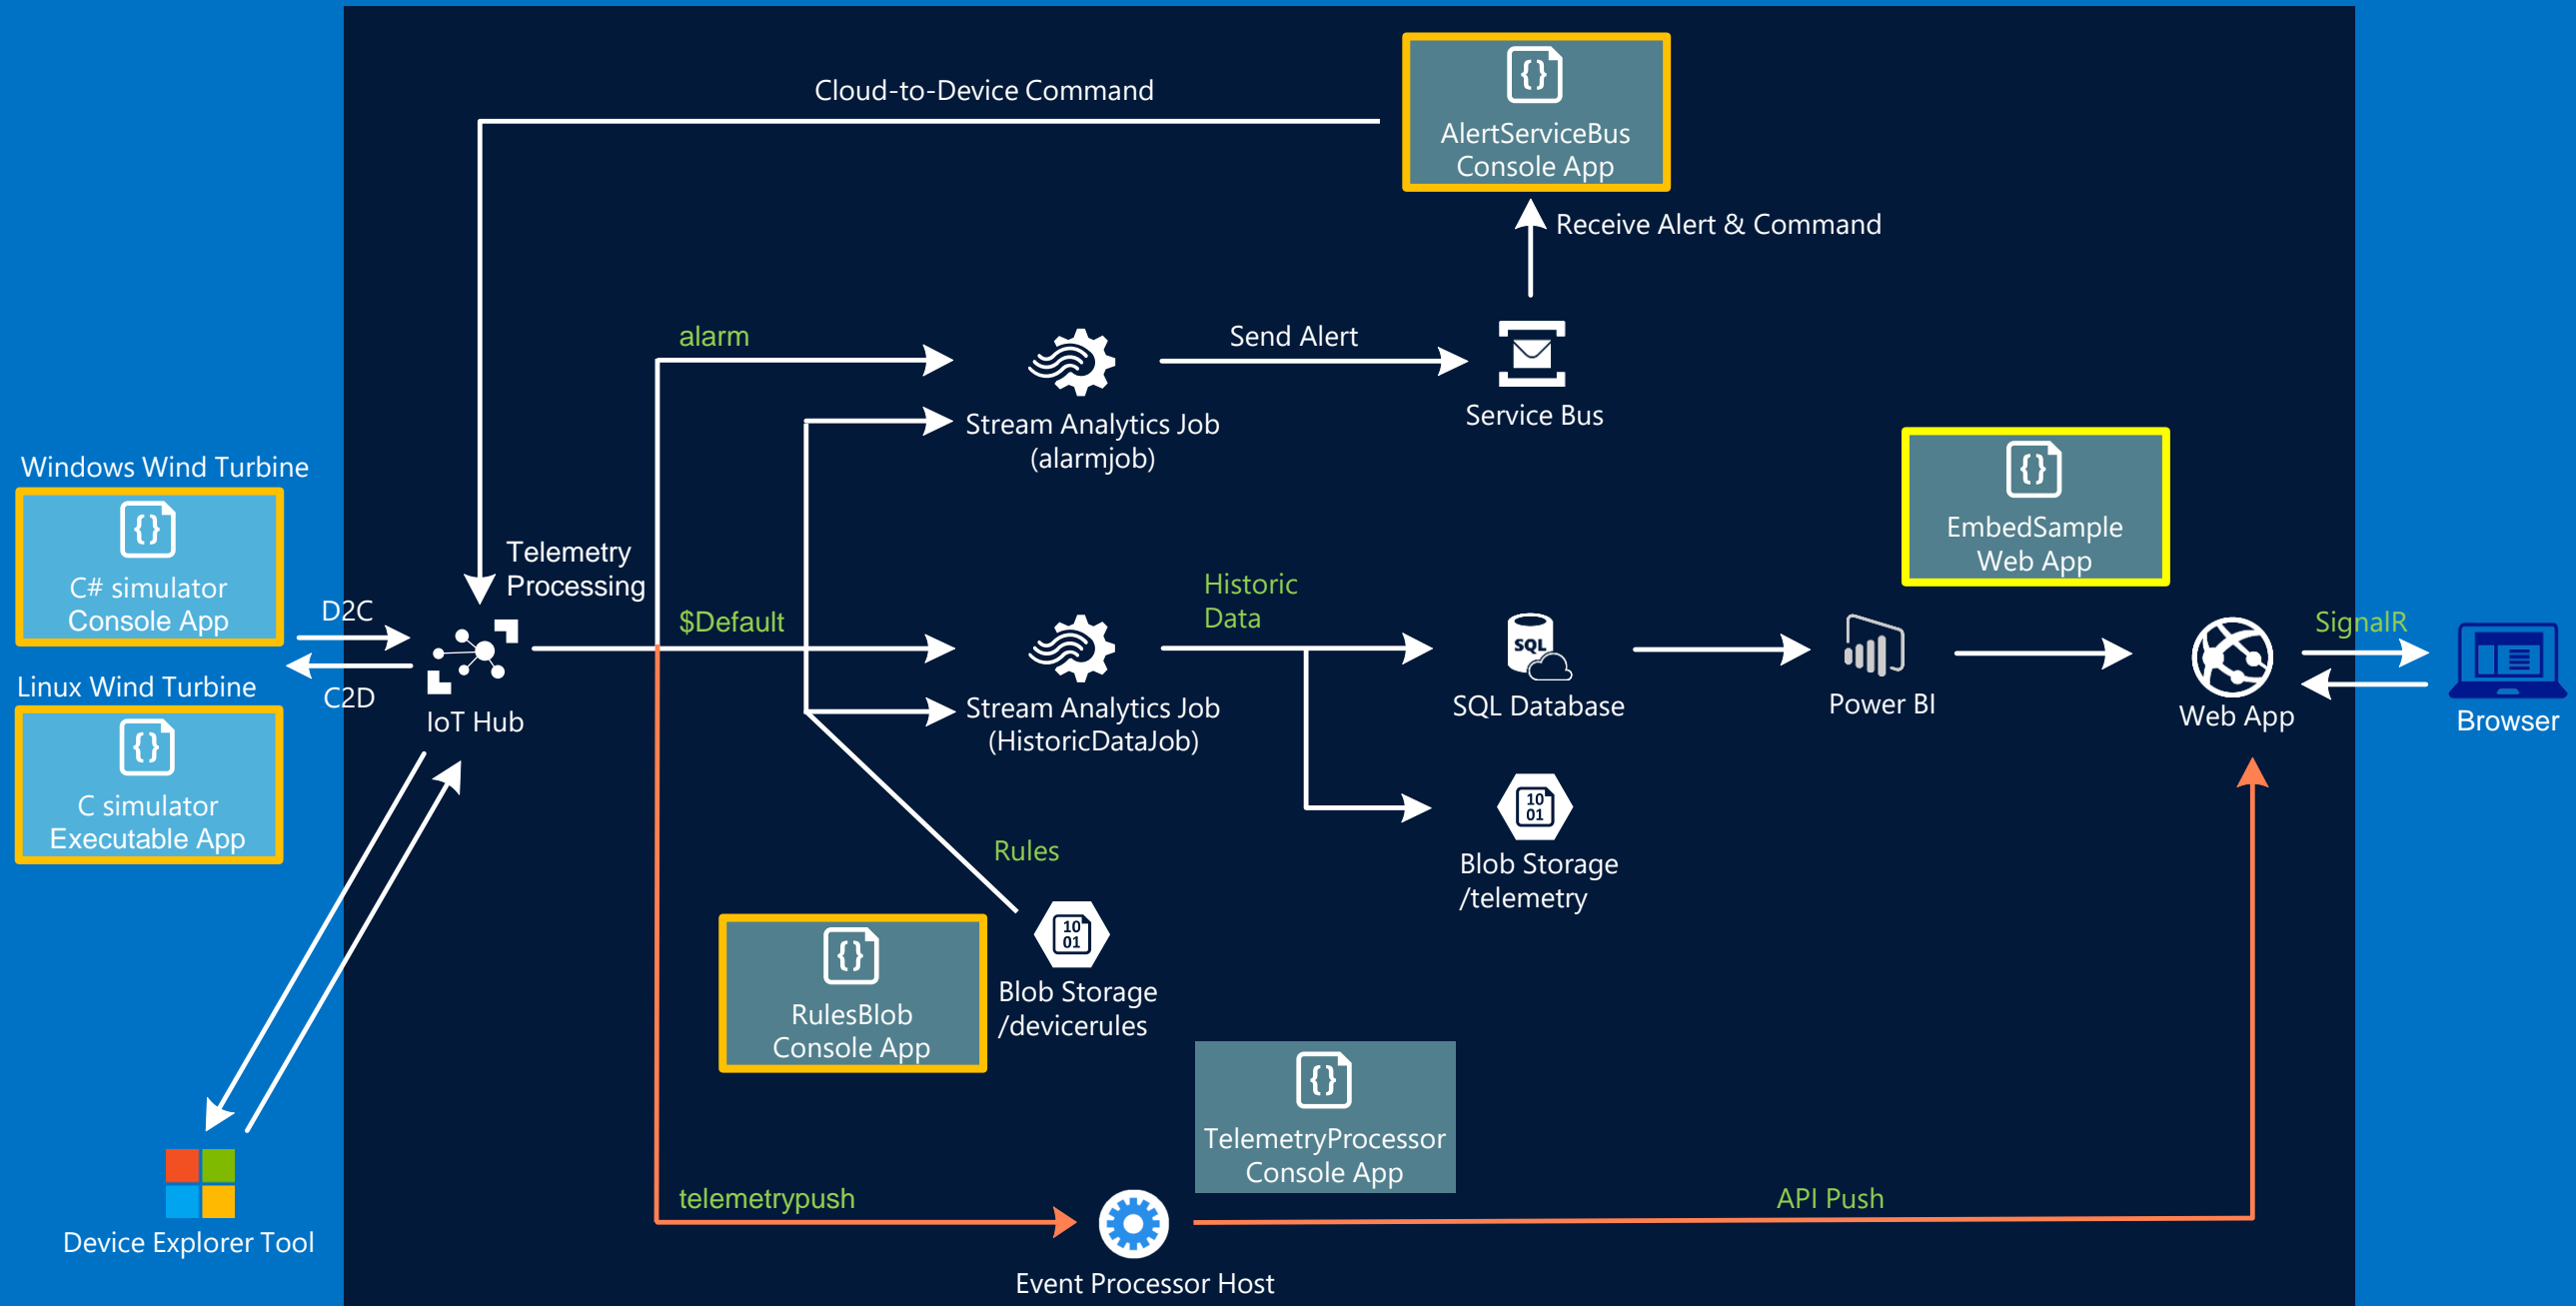 Cloud-to-Device Command
{}
AlertServiceBus
Console App
Receive Alert & Command
alarm
Send Alert
Stream Analytics Job
(alarmjob)
Service Bus
Windows Wind Turbine
{}
C# simulator
Console App
D2C
C2D
Linux Wind Turbine
{}
C simulator
Executable App
Telemetry
Processing
IoT Hub
$Default
Stream Analytics Job
(HistoricDataJob)
Historic
Data
SQL
SQL Database
Power BI
{}
EmbedSample
Web App
Web App
SignalR
Browser
10
01
Blob Storage
/telemetry
Rules
10
01
Blob Storage
/devicerules
{}
RulesBlob
Console App
{}
TelemetryProcessor
Console App
telemetrypush
API Push
Event Processor Host
Device Explorer Tool